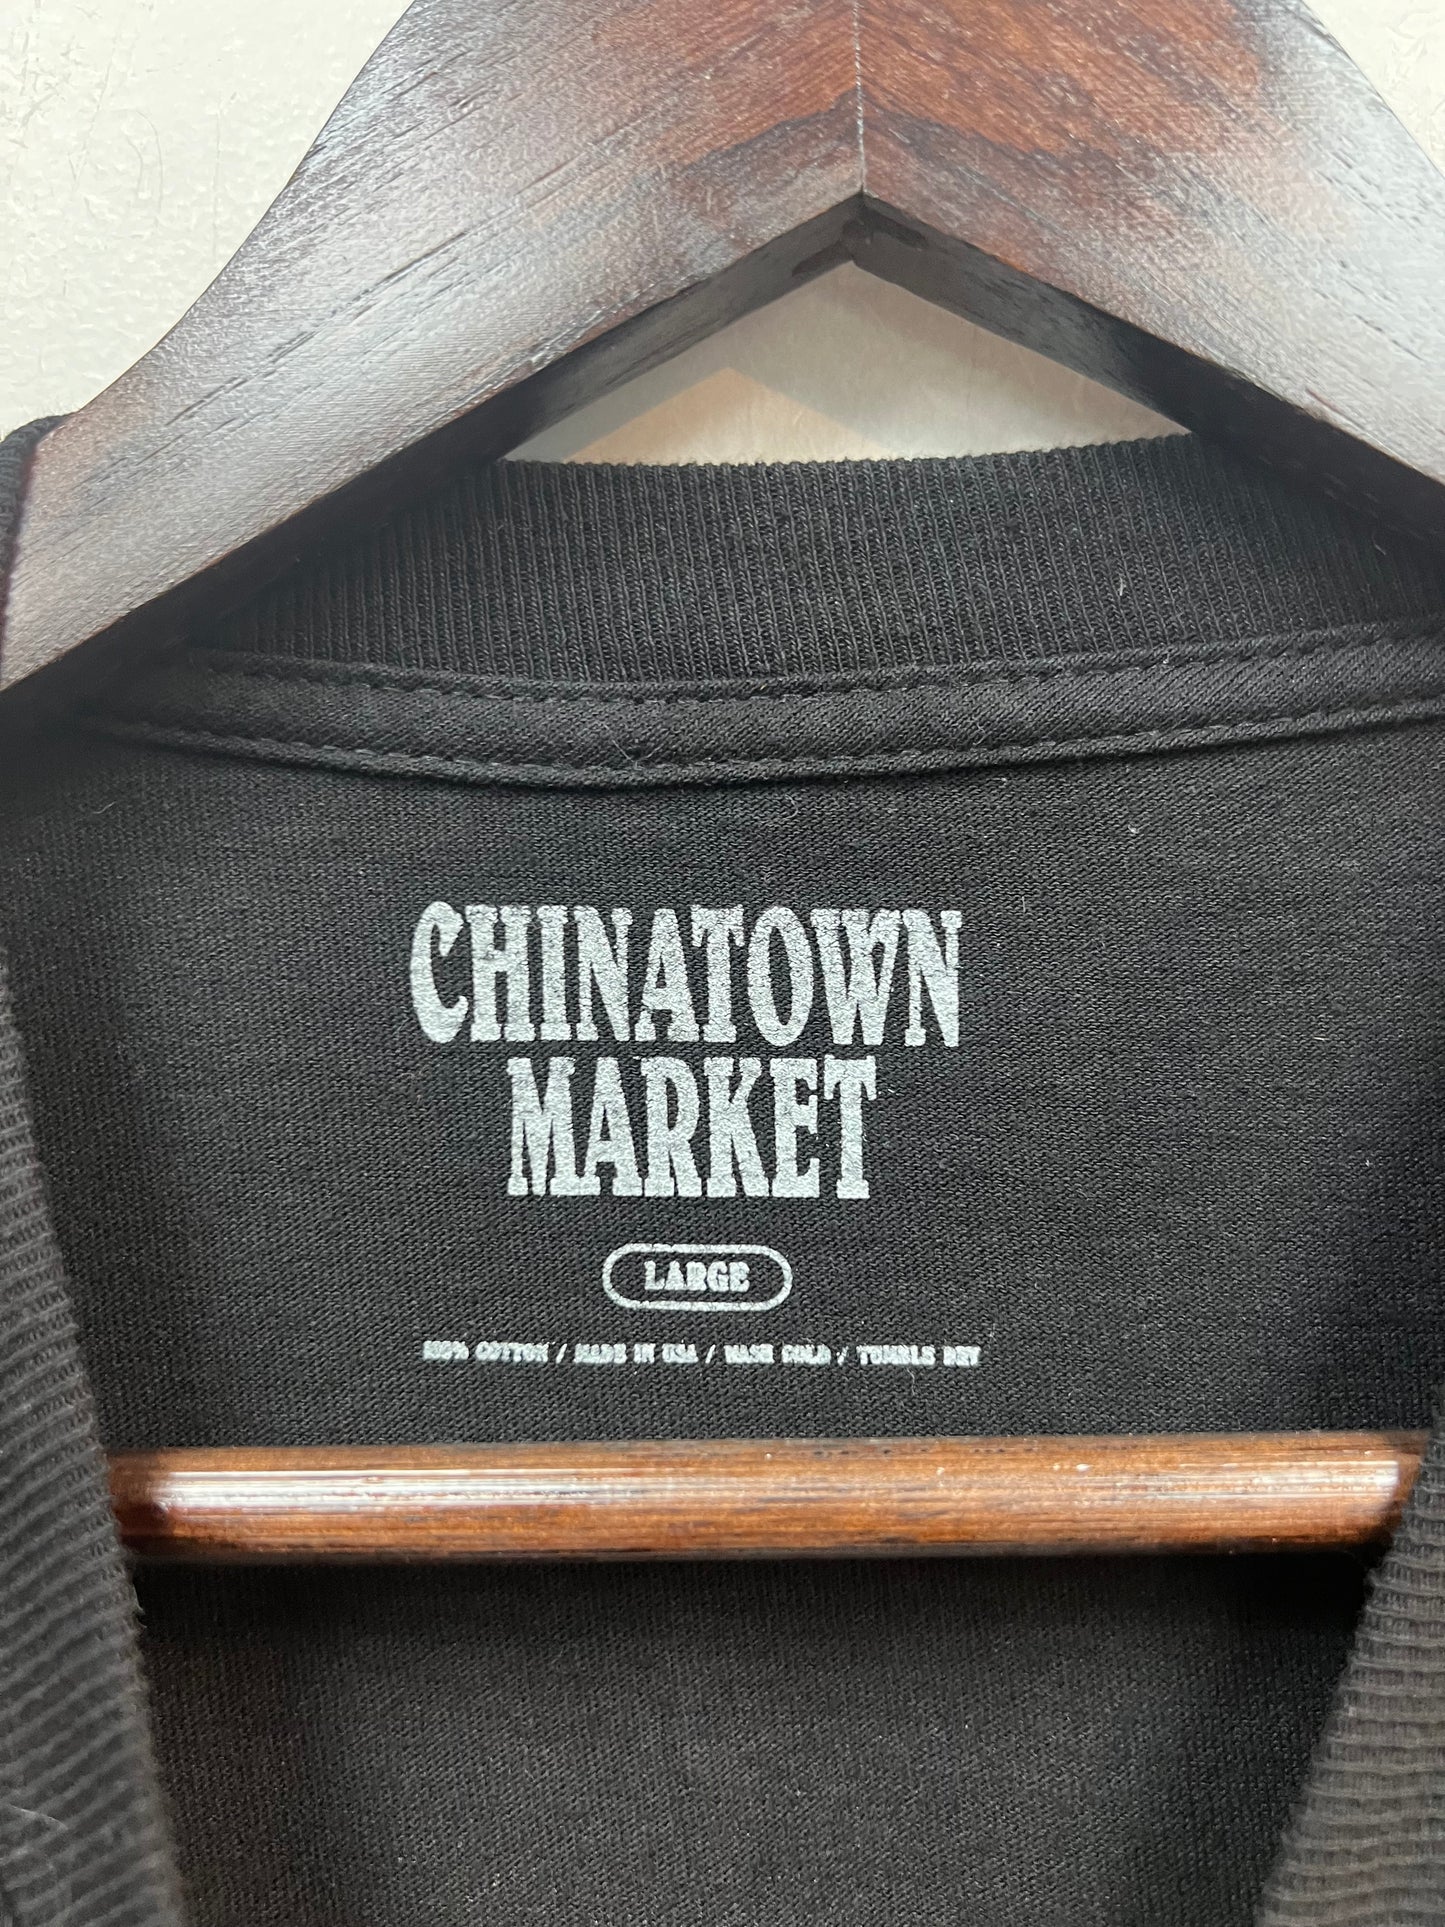 CHINATOWN
MARKET
LARGE
100% COTTON / MADE IN USA / WASH COLD / TUMBLE DRY